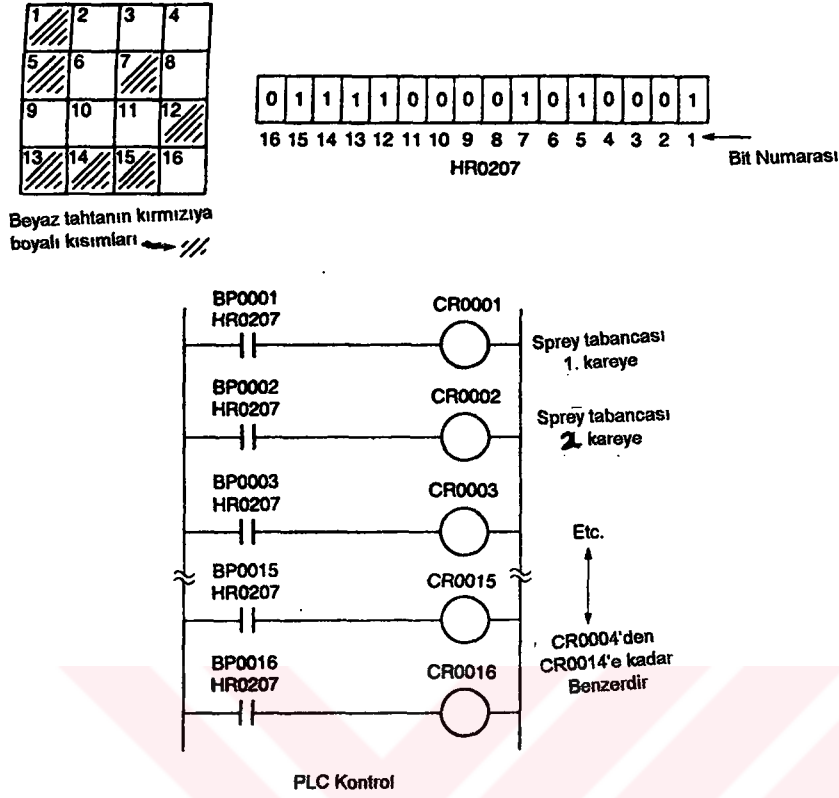 1 2 3 4
5 6 7 8
9 10 11 12
13 14 15 16
Beyaz tahtanın kırmızıya
boyalı kısımları
0 1 1 1 1 0 0 0 0 1 0 1 0 0 0 1
16 15 14 13 12 11 10 9 8 7 6 5 4 3 2 1
Bit Numarası
HR0207
BP0001
HR0207
CR0001
Sprey tabancası
1. kareye
BP0002
HR0207
CR0002
Sprey tabancası
2. kareye
BP0003
HR0207
CR0003
Etc.
BP0015
HR0207
CR0015
CR0004'den
CR0014'e kadar
Benzerdir
BP0016
HR0207
CR0016
PLC Kontrol